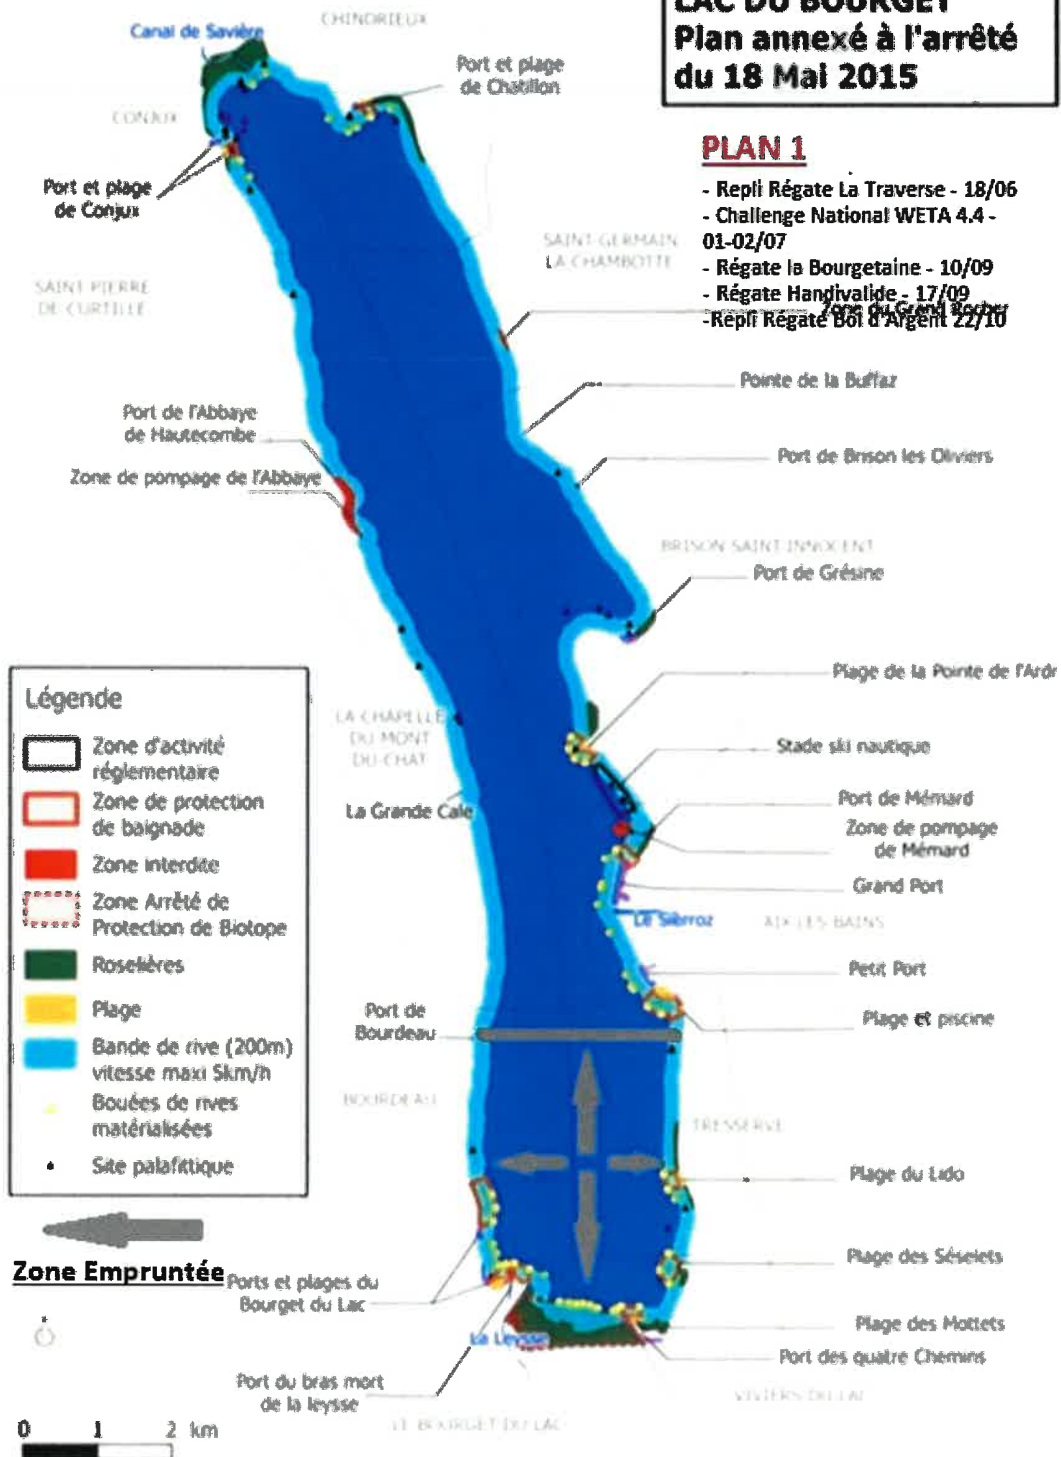 LAC DU BOURGET
Plan annexé à l'arrêté
du 18 Mai 2015
PLAN 1
- Repli Régate La Traverse - 18/06
- Challenge National WETA 4.4 -
01-02/07
- Régate la Bourgetaine - 10/09
- Régate Handivalide - 17/09
Zone du Grand Rocher
-Repli Régate Bol d'Argent 22/10
CHINDRIEUX
Canal de Savière
Port et plage
de Chatillon
CONJUX
Port et plage
de Conjux
SAINT GERMAIN
LA CHAMBOTTE
SAINT PIERRE
DE CURTILLE
Pointe de la Buffaz
Port de l'Abbaye
de Hautecombe
Port de Brison les Oliviers
Zone de pompage de l'Abbaye
BRISON SAINT INNOCENT
Port de Grésine
Plage de la Pointe de l'Ardr
LA CHAPELLE
DU MONT
DU CHAT
Stade ski nautique
La Grande Cale
Port de Mémard
Zone de pompage
de Mémard
Grand Port
Le Sierroz
AIX LES BAINS
Petit Port
Port de
Bourdeau
Plage et piscine
BOURDEAU
TRESSERVE
Plage du Lido
Plage des Séselets
Ports et plages du
Bourget du Lac
Plage des Mottets
La Leysse
Port des quatre Chemins
Port du bras mort
de la leysse
VIVIERS DU LAC
LE BOURGET DU LAC
Légende
Zone d'activité
réglementaire
Zone de protection
de baignade
Zone interdite
Zone Arrêté de
Protection de Biotope
Roselières
Plage
Bande de rive (200m)
vitesse maxi 5km/h
Bouées de rives
matérialisées
Site palafittique
Zone Empruntée
0 1 2 km